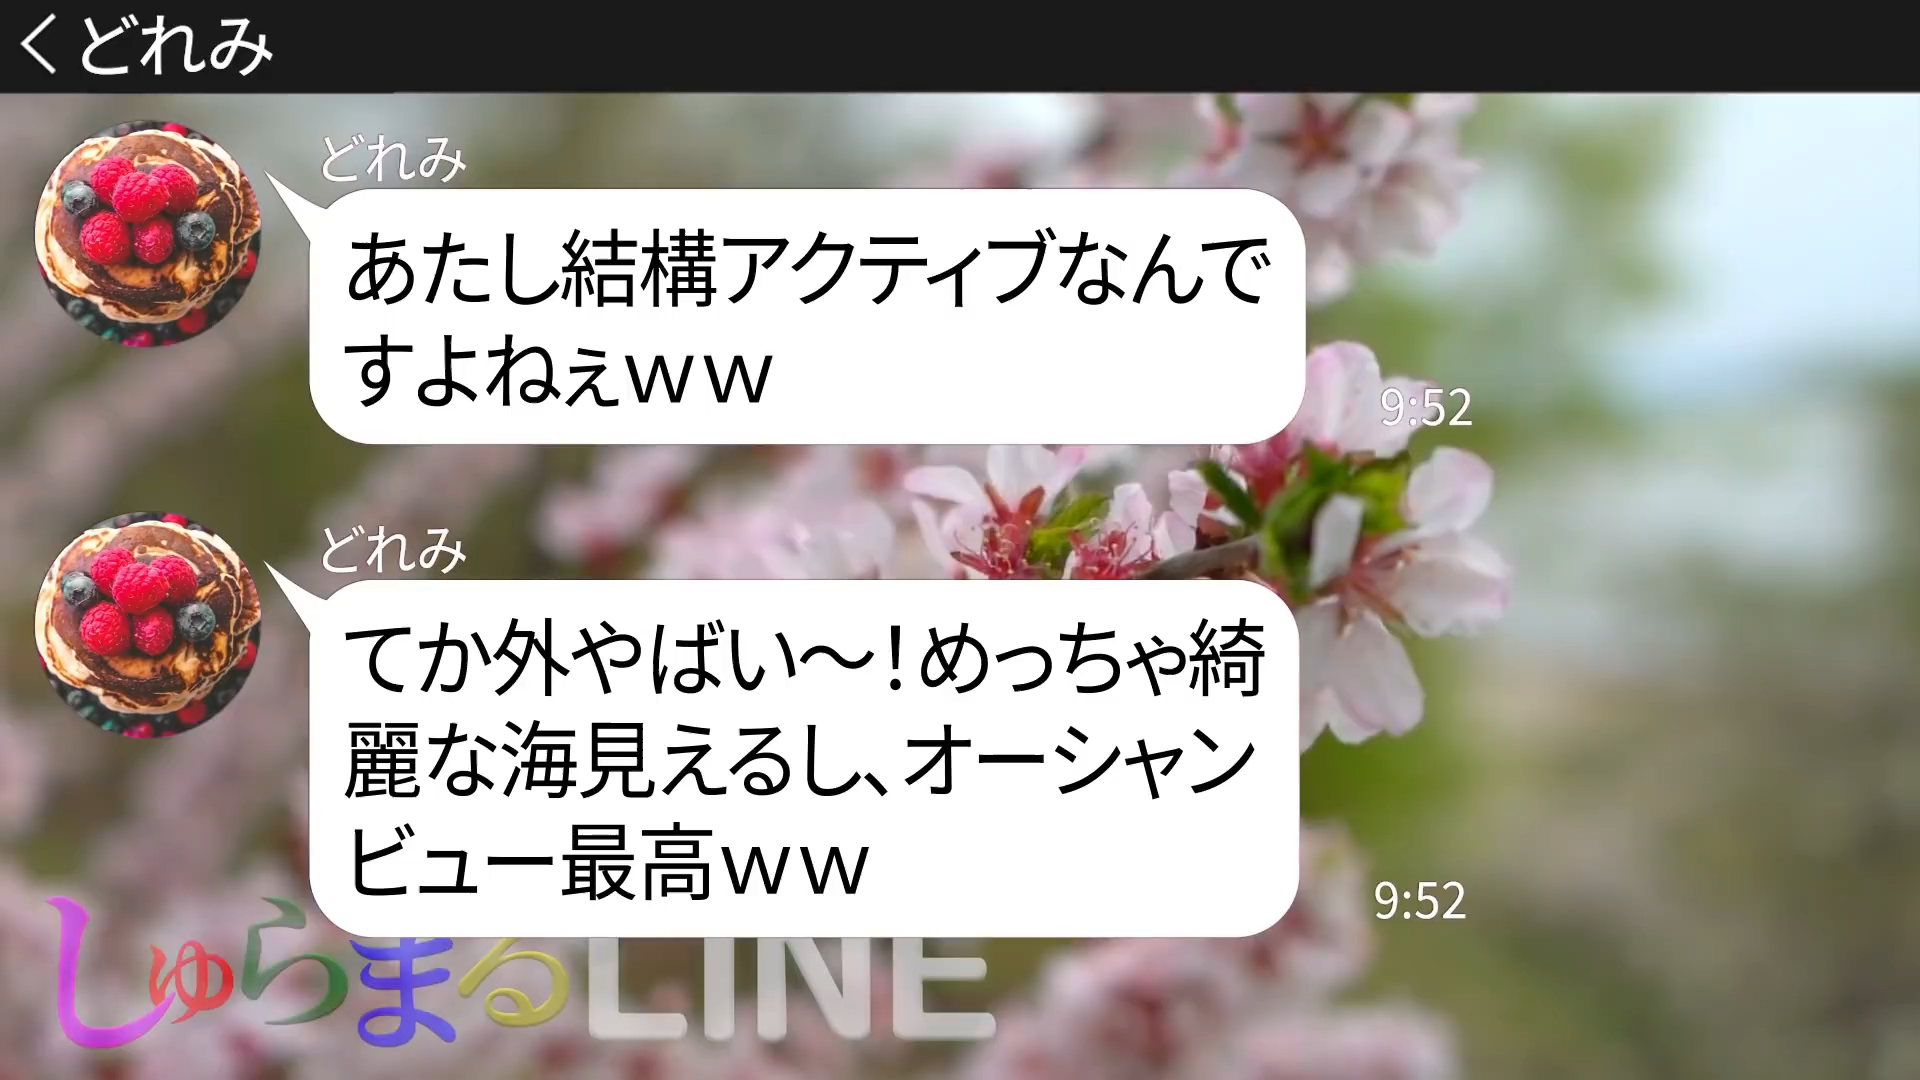 どれみ
どれみ
あたし結構アクティブなんで
すよねぇｗｗ
9:52
どれみ
てか外やばい～！めっちゃ綺
麗な海見えるし、オーシャン
ビュー最高ｗｗ
9:52
しゅらまるLINE